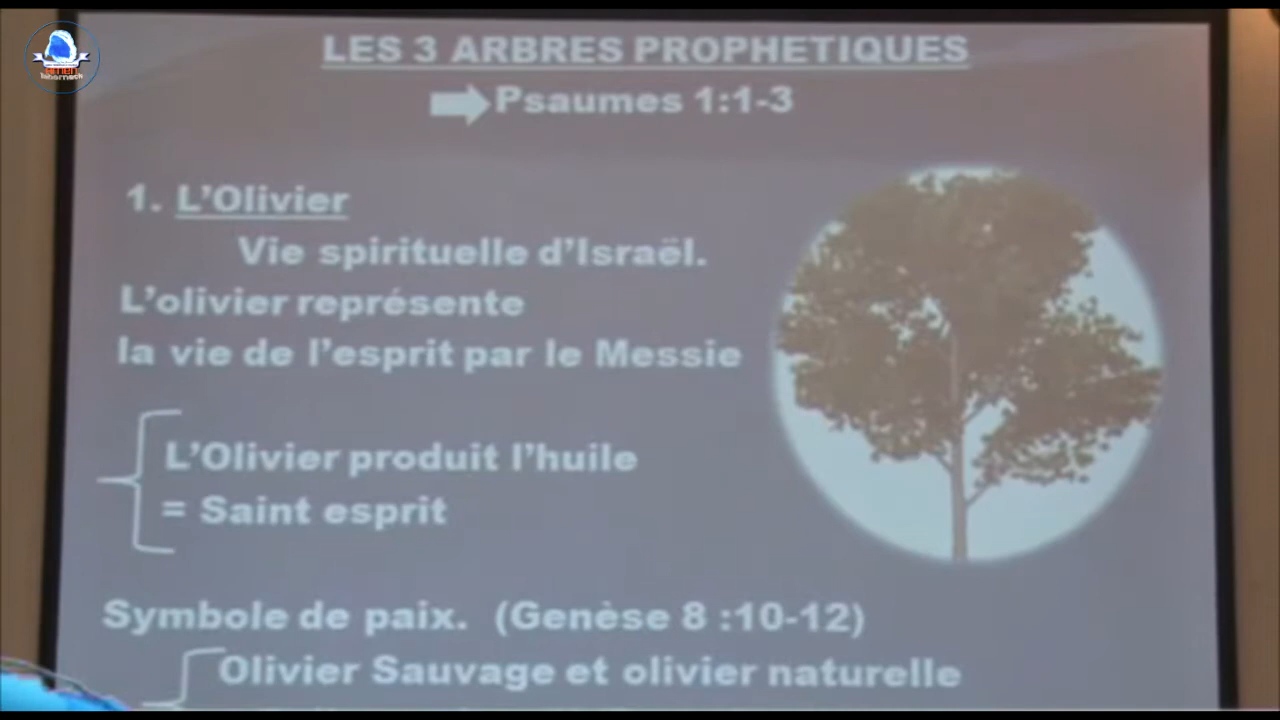 LES 3 ARBRES PROPHETIQUES
Psaumes 1:1-3
1. L'Olivier
Vie spirituelle d'Israël.
L'olivier représente
la vie de l'esprit par le Messie
L'Olivier produit l'huile
= Saint esprit
Symbole de paix. (Genèse 8 :10-12)
Olivier Sauvage et olivier naturelle